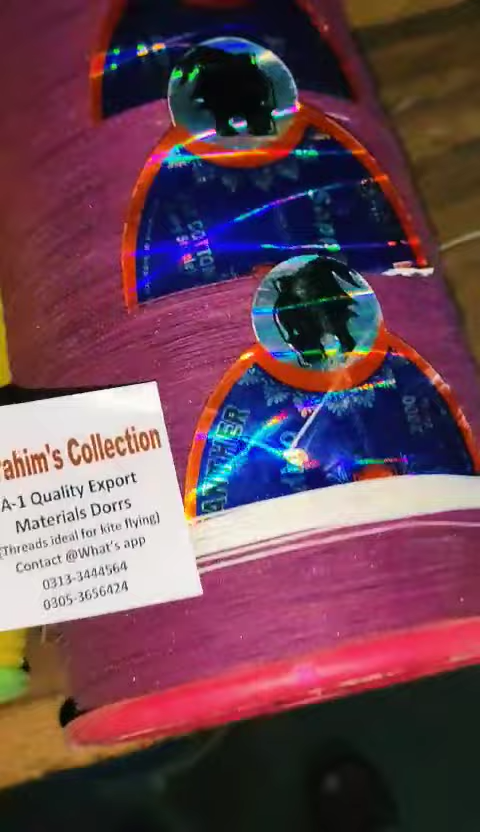 PANTHER
rahim's Collection
A-1 Quality Export
Materials Dorrs
(Threads ideal for kite flying)
Contact @What's app
0313-3444564
0305-3656424